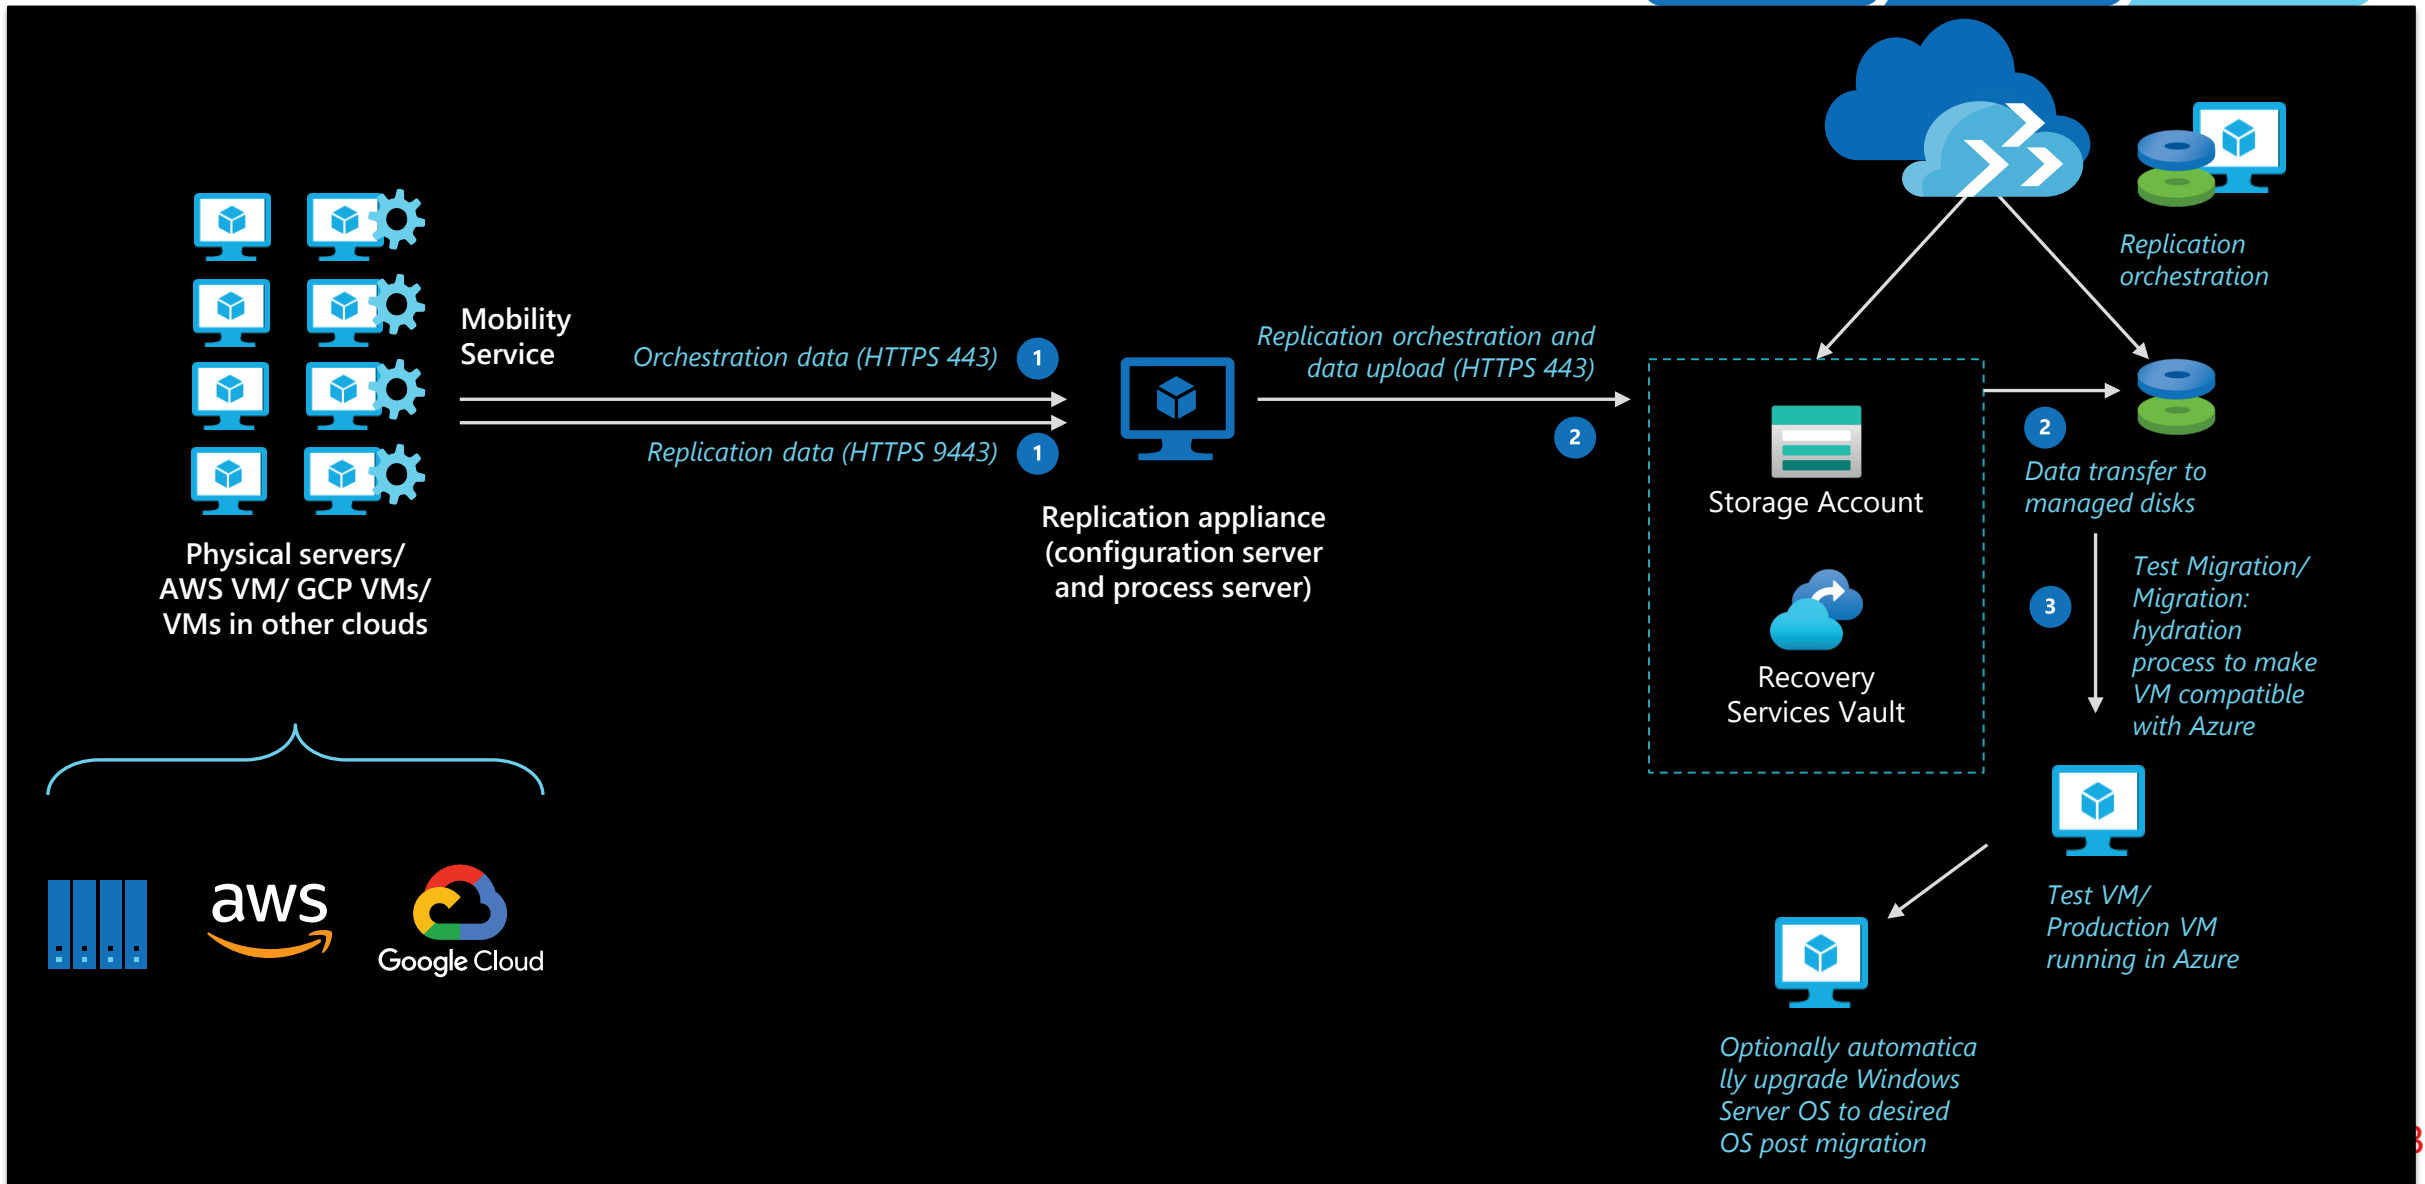 Replication
orchestration
Mobility
Service
Orchestration data (HTTPS 443)
1
Replication data (HTTPS 9443)
1
Replication orchestration and
data upload (HTTPS 443)
2
Replication appliance
(configuration server
and process server)
Physical servers/
AWS VM/ GCP VMs/
VMs in other clouds
aws
Google Cloud
Storage Account
Recovery
Services Vault
2
Data transfer to
managed disks
3
Test Migration/
Migration:
hydration
process to make
VM compatible
with Azure
Test VM/
Production VM
running in Azure
Optionally automatica
lly upgrade Windows
Server OS to desired
OS post migration